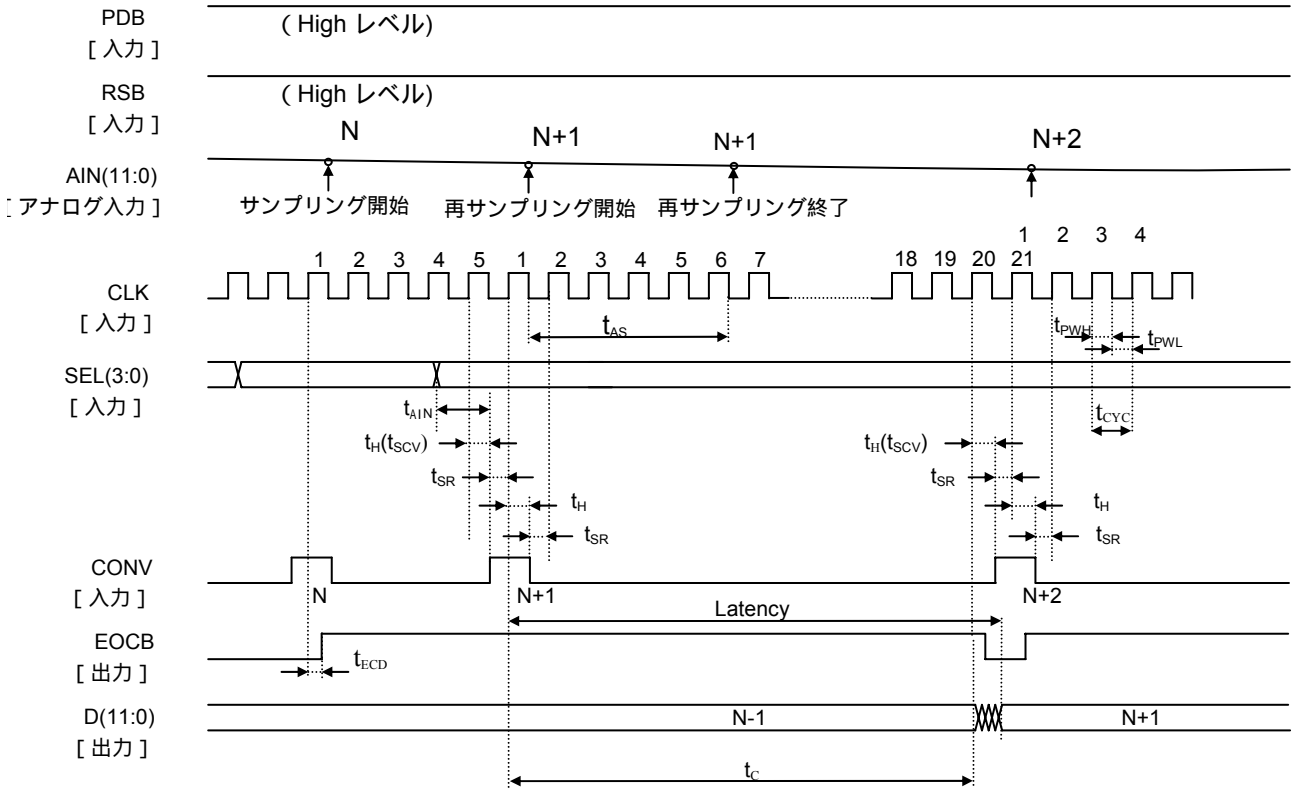 PDB
[ 入力 ]
( High レベル)
RSB
[ 入力 ]
( High レベル)
N
N+1
N+1
N+2
AIN(11:0)
[ アナログ入力 ]
サンプリング開始
再サンプリング開始
再サンプリング終了
1 2 3 4
1 2 3 4 5 1 2 3 4 5 6 7 18 19 20 21
CLK
[ 入力 ]
tAS
tPWH
tPWL
SEL(3:0)
[ 入力 ]
tAIN
tCYC
tH(tSCV)
tH(tSCV)
tSR
tSR
tH
tH
tSR
tSR
CONV
[ 入力 ]
N
N+1
N+2
Latency
EOCB
[ 出力 ]
tECD
D(11:0)
[ 出力 ]
N-1
N+1
tC